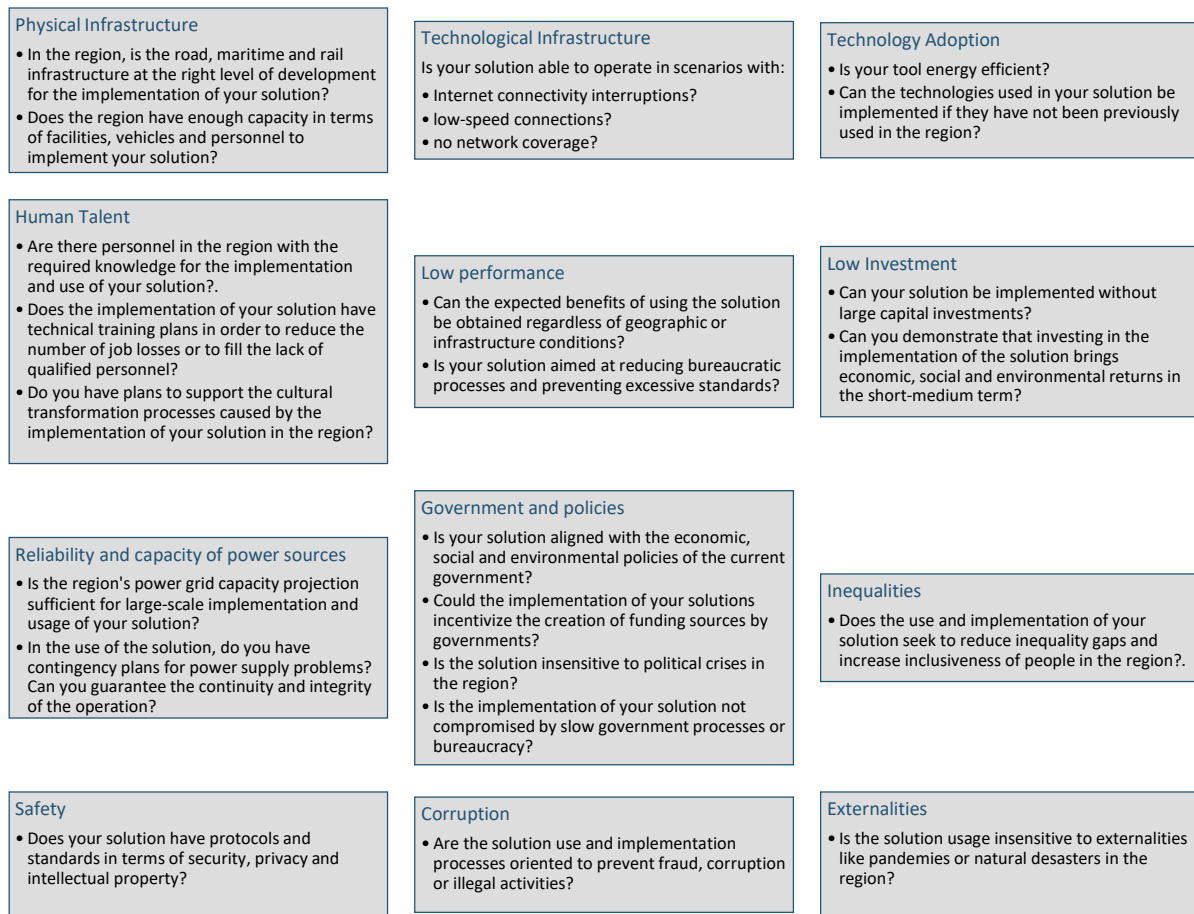 Physical Infrastructure
• In the region, is the road, maritime and rail
infrastructure at the right level of development
for the implementation of your solution?
• Does the region have enough capacity in terms
of facilities, vehicles and personnel to
implement your solution?
Technological Infrastructure
Is your solution able to operate in scenarios with:
• Internet connectivity interruptions?
• low-speed connections?
• no network coverage?
Technology Adoption
• Is your tool energy efficient?
• Can the technologies used in your solution be
implemented if they have not been previously
used in the region?
Human Talent
• Are there personnel in the region with the
required knowledge for the implementation
and use of your solution?.
• Does the implementation of your solution have
technical training plans in order to reduce the
number of job losses or to fill the lack of
qualified personnel?
• Do you have plans to support the cultural
transformation processes caused by the
implementation of your solution in the region?
Low performance
• Can the expected benefits of using the solution
be obtained regardless of geographic or
infrastructure conditions?
• Is your solution aimed at reducing bureaucratic
processes and preventing excessive standards?
Low Investment
• Can your solution be implemented without
large capital investments?
• Can you demonstrate that investing in the
implementation of the solution brings
economic, social and environmental returns in
the short-medium term?
Reliability and capacity of power sources
• Is the region's power grid capacity projection
sufficient for large-scale implementation and
usage of your solution?
• In the use of the solution, do you have
contingency plans for power supply problems?
Can you guarantee the continuity and integrity
of the operation?
Government and policies
• Is your solution aligned with the economic,
social and environmental policies of the current
government?
• Could the implementation of your solutions
incentivize the creation of funding sources by
governments?
• Is the solution insensitive to political crises in
the region?
• Is the implementation of your solution not
compromised by slow government processes or
bureaucracy?
Inequalities
• Does the use and implementation of your
solution seek to reduce inequality gaps and
increase inclusiveness of people in the region?.
Safety
• Does your solution have protocols and
standards in terms of security, privacy and
intellectual property?
Corruption
• Are the solution use and implementation
processes oriented to prevent fraud, corruption
or illegal activities?
Externalities
• Is the solution usage insensitive to externalities
like pandemies or natural desasters in the
region?